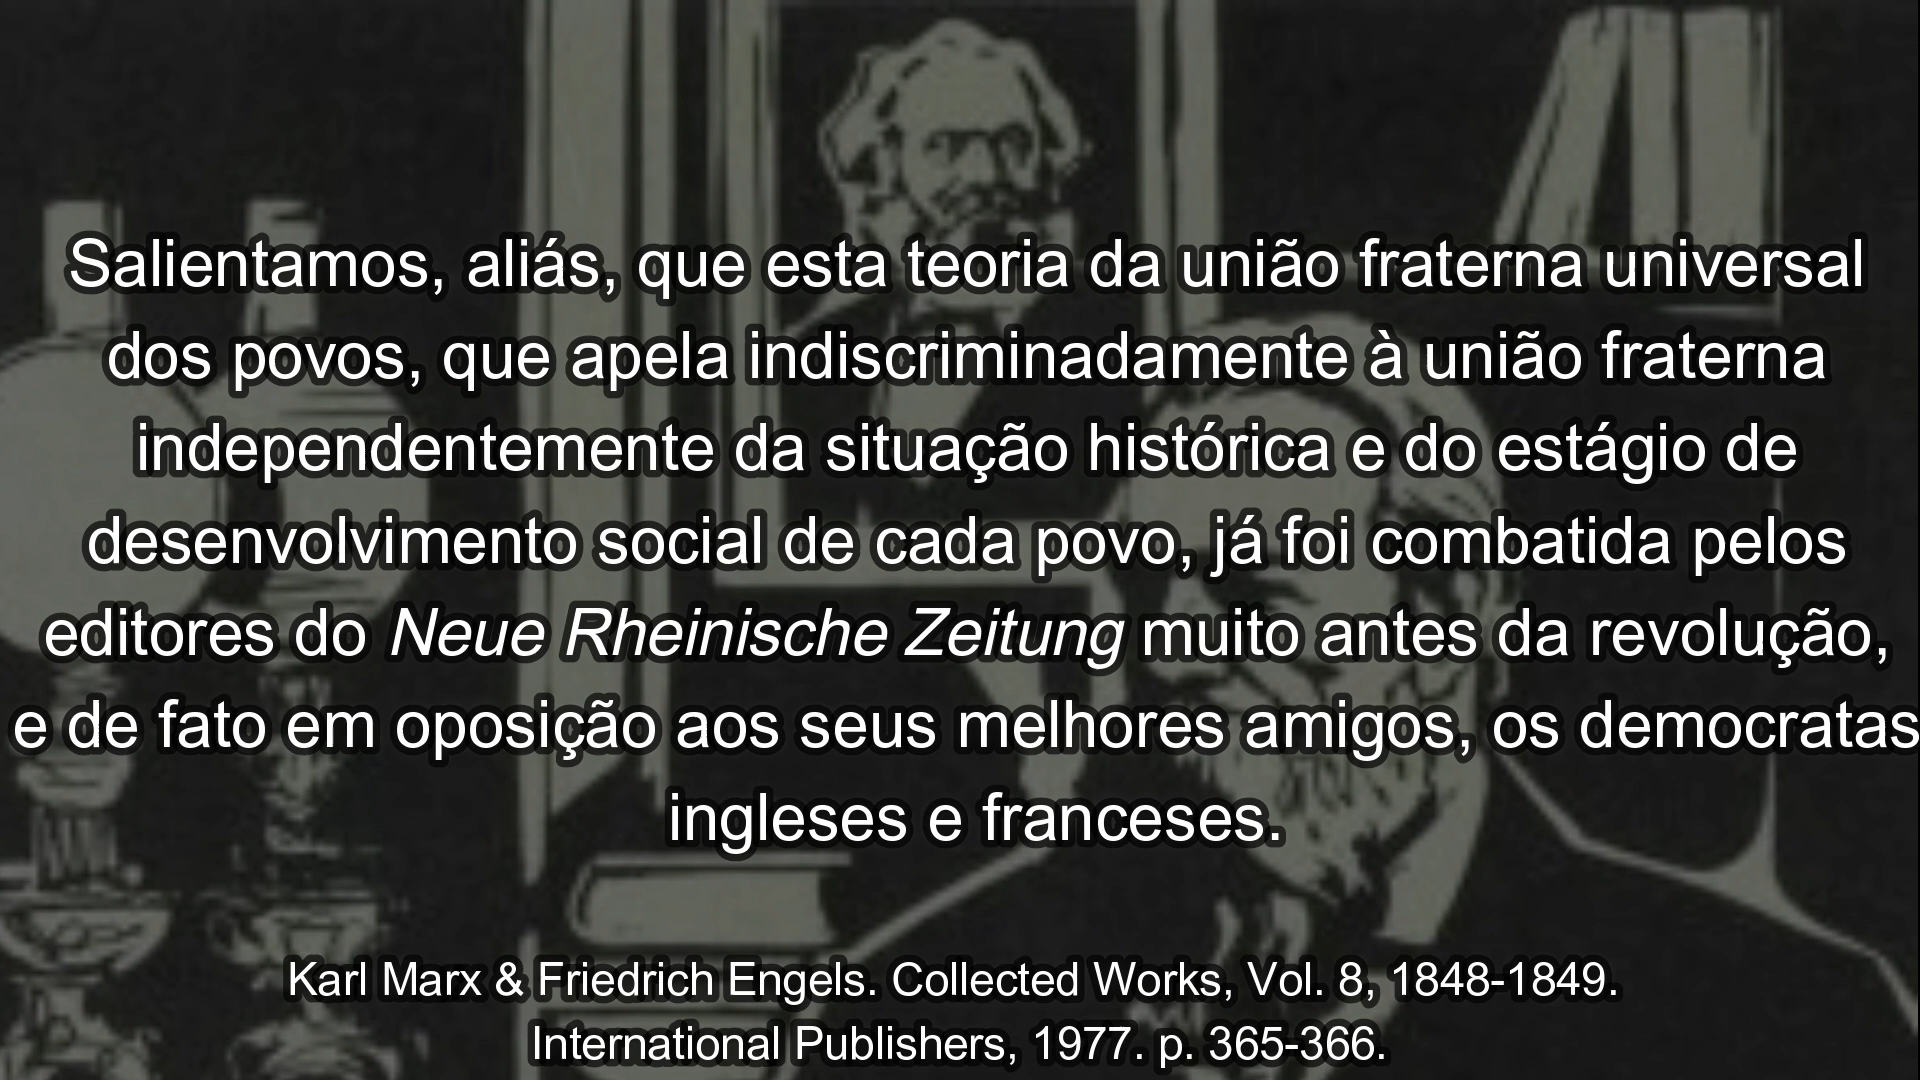 Salientamos, aliás, que esta teoria da união fraterna universal
dos povos, que apela indiscriminadamente à união fraterna
independentemente da situação histórica e do estágio de
desenvolvimento social de cada povo, já foi combatida pelos
editores do Neue Rheinische Zeitung muito antes da revolução,
e de fato em oposição aos seus melhores amigos, os democratas
ingleses e franceses.
Karl Marx & Friedrich Engels. Collected Works, Vol. 8, 1848-1849.
International Publishers, 1977. p. 365-366.